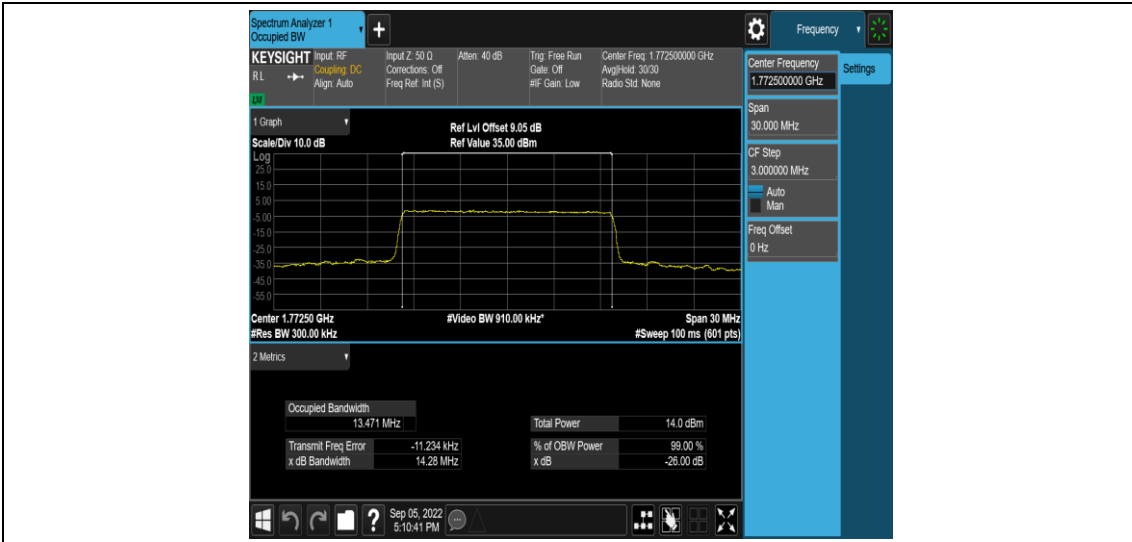 Spectrum Analyzer 1
Occupied BW
+
Frequency
KEYSIGHT Input: RF Input Z: 50 Ω Atten: 40 dB Trig: Free Run Center Freq: 1.772500000 GHz
RL Coupling: DC Corrections: Off Gate: Off Avg|Hold: 30/30
Align: Auto Freq Ref: Int (S) #IF Gain: Low Radio Std: None
LXI
Center Frequency
1.772500000 GHz
Settings
Span
30.000 MHz
CF Step
3.000000 MHz
Auto
Man
Freq Offset
0 Hz
1 Graph
Ref Lvl Offset 9.05 dB
Scale/Div 10.0 dB Ref Value 35.00 dBm
Log
25.0
15.0
5.00
-5.00
-15.0
-25.0
-35.0
-45.0
-55.0
Center 1.77250 GHz #Video BW 910.00 kHz* Span 30 MHz
#Res BW 300.00 kHz #Sweep 100 ms (601 pts)
2 Metrics
Occupied Bandwidth
13.471 MHz Total Power 14.0 dBm
Transmit Freq Error -11.234 kHz % of OBW Power 99.00 %
x dB Bandwidth 14.28 MHz x dB -26.00 dB
? Sep 05, 2022
5:10:41 PM